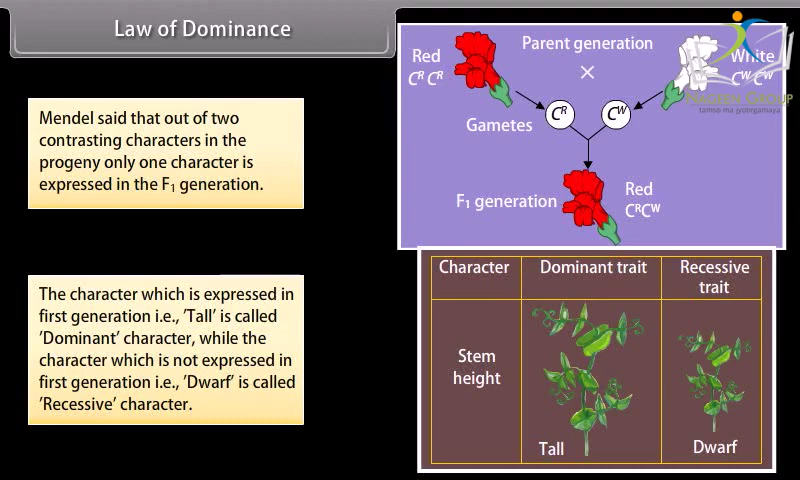 Law of Dominance
Mendel said that out of two
contrasting characters in the
progeny only one character is
expressed in the F₁ generation.
The character which is expressed in
first generation i.e., 'Tall' is called
'Dominant' character, while the
character which is not expressed in
first generation i.e., 'Dwarf' is called
'Recessive' character.
Red
Cᴿ Cᴿ
Parent generation
×
White
Cᵂ Cᵂ
Gametes
Cᴿ
Cᵂ
F₁ generation
Red
CᴿCᵂ
Character
Dominant trait
Recessive
trait
Stem
height
Tall
Dwarf
tamso ma jyotirgamaya